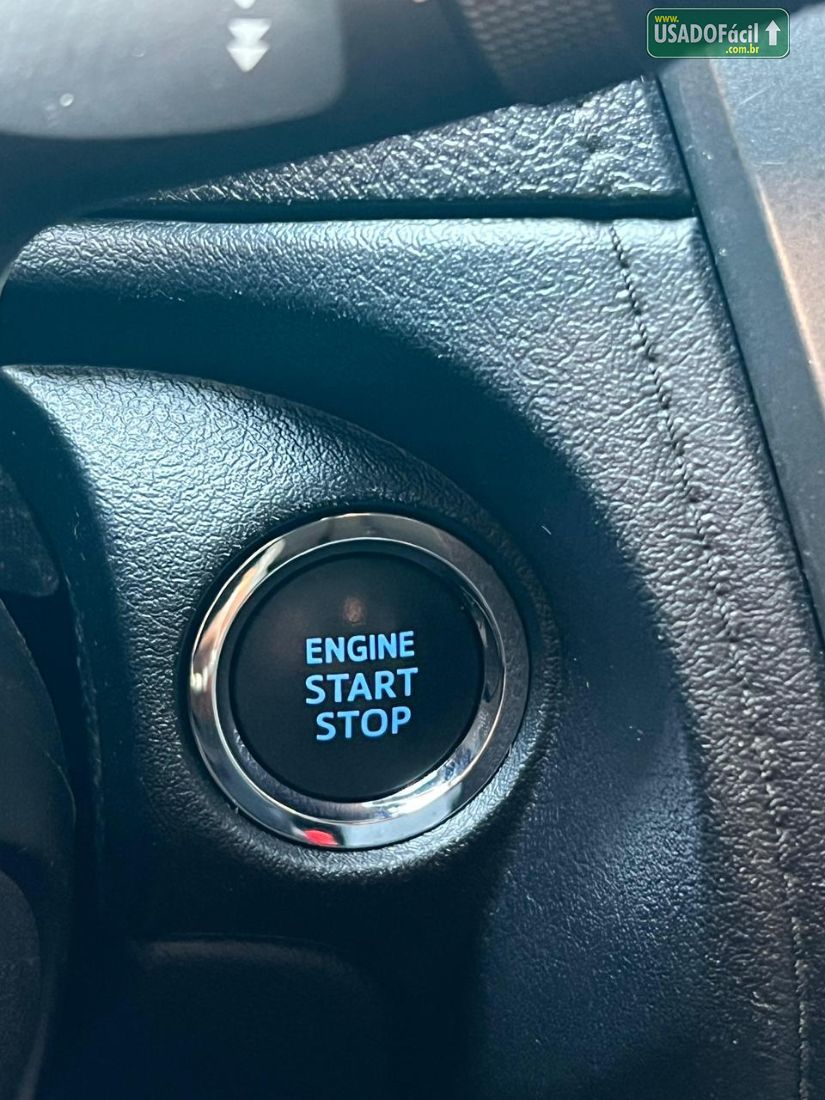 www.
USADOFácil
.com.br
ENGINE
START
STOP